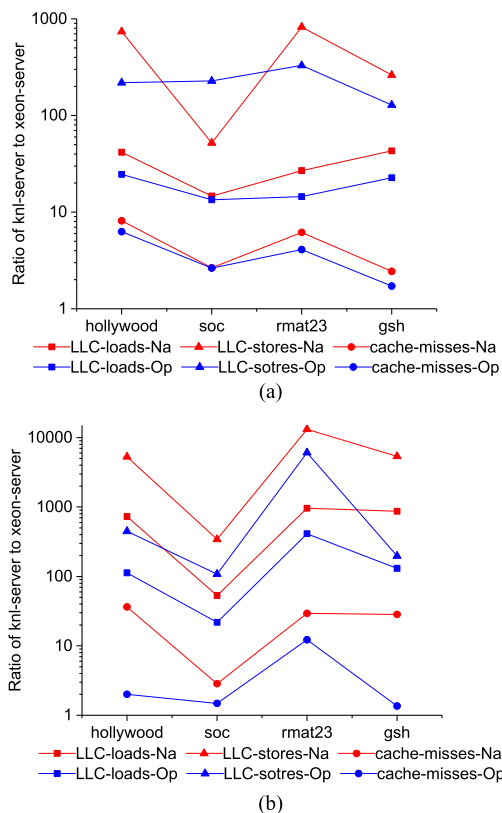 (a)
1000
100
10
1
Ratio of knl-server to xeon-server
hollywood soc rmat23 gsh
LLC-loads-Na LLC-stores-Na cache-misses-Na
LLC-loads-Op LLC-sotres-Op cache-misses-Op
(a)
10000
1000
100
10
1
Ratio of knl-server to xeon-server
hollywood soc rmat23 gsh
LLC-loads-Na LLC-stores-Na cache-misses-Na
LLC-loads-Op LLC-sotres-Op cache-misses-Op
(b)